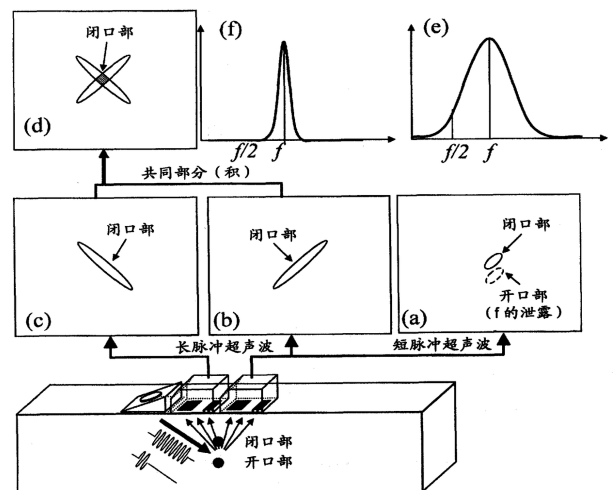 闭口部
(d)
(f)
f/2
f
(e)
f/2
f
共同部分（积）
闭口部
(c)
闭口部
(b)
闭口部
开口部
(f的泄露)
(a)
长脉冲超声波
短脉冲超声波
闭口部
开口部